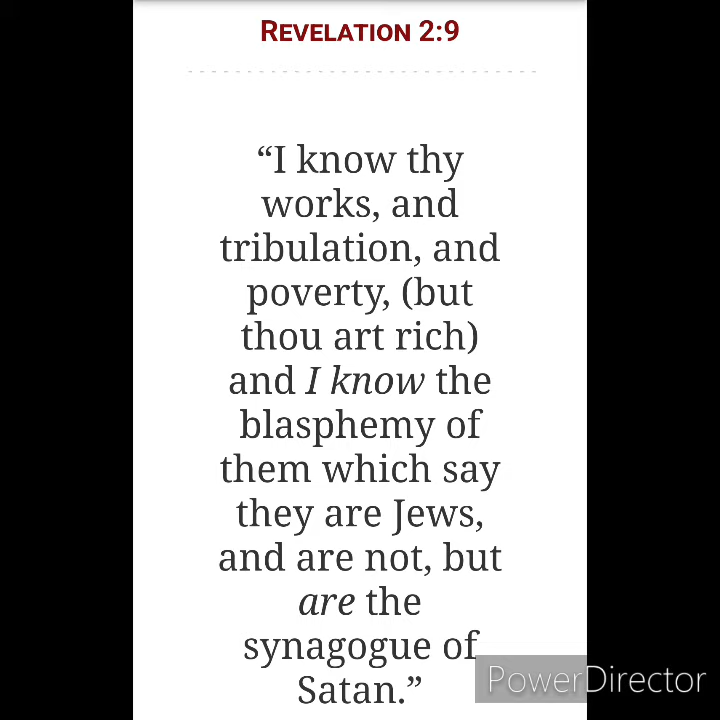 REVELATION 2:9
“I know thy
works, and
tribulation, and
poverty, (but
thou art rich)
and I know the
blasphemy of
them which say
they are Jews,
and are not, but
are the
synagogue of
Satan.”
PowerDirector